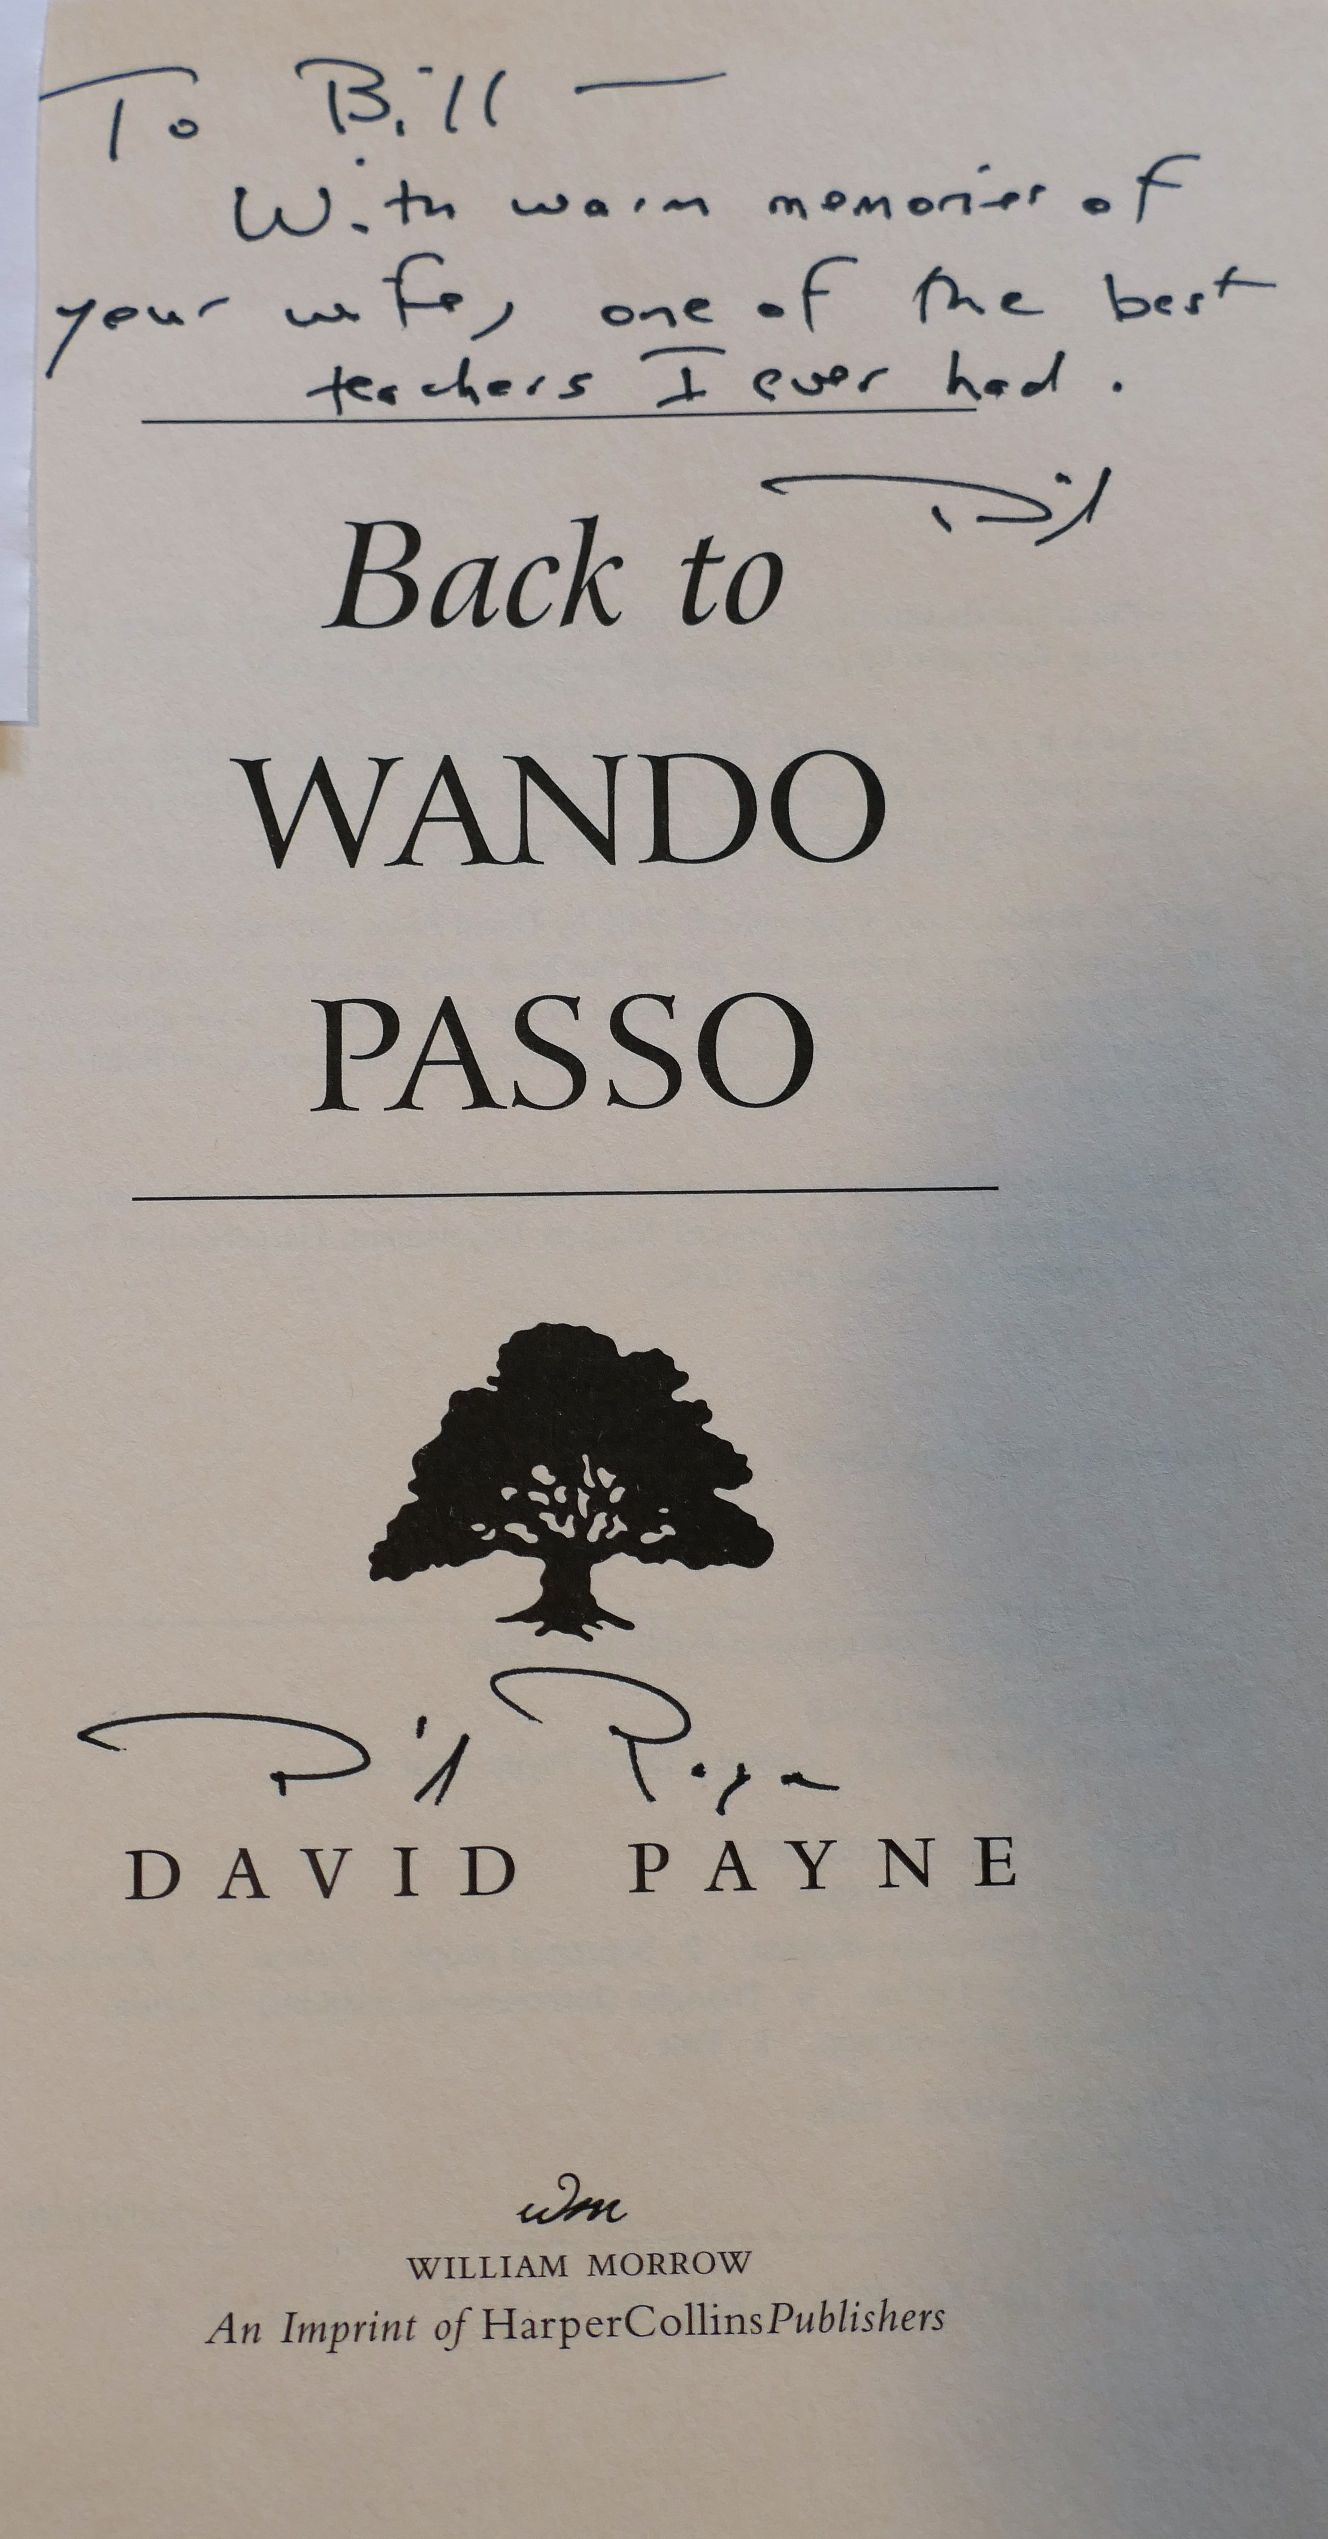 To Bill —
With warm memories of
your wife, one of the best
teachers I ever had.
Back to
WANDO
PASSO
DAVID PAYNE
wm
WILLIAM MORROW
An Imprint of HarperCollinsPublishers